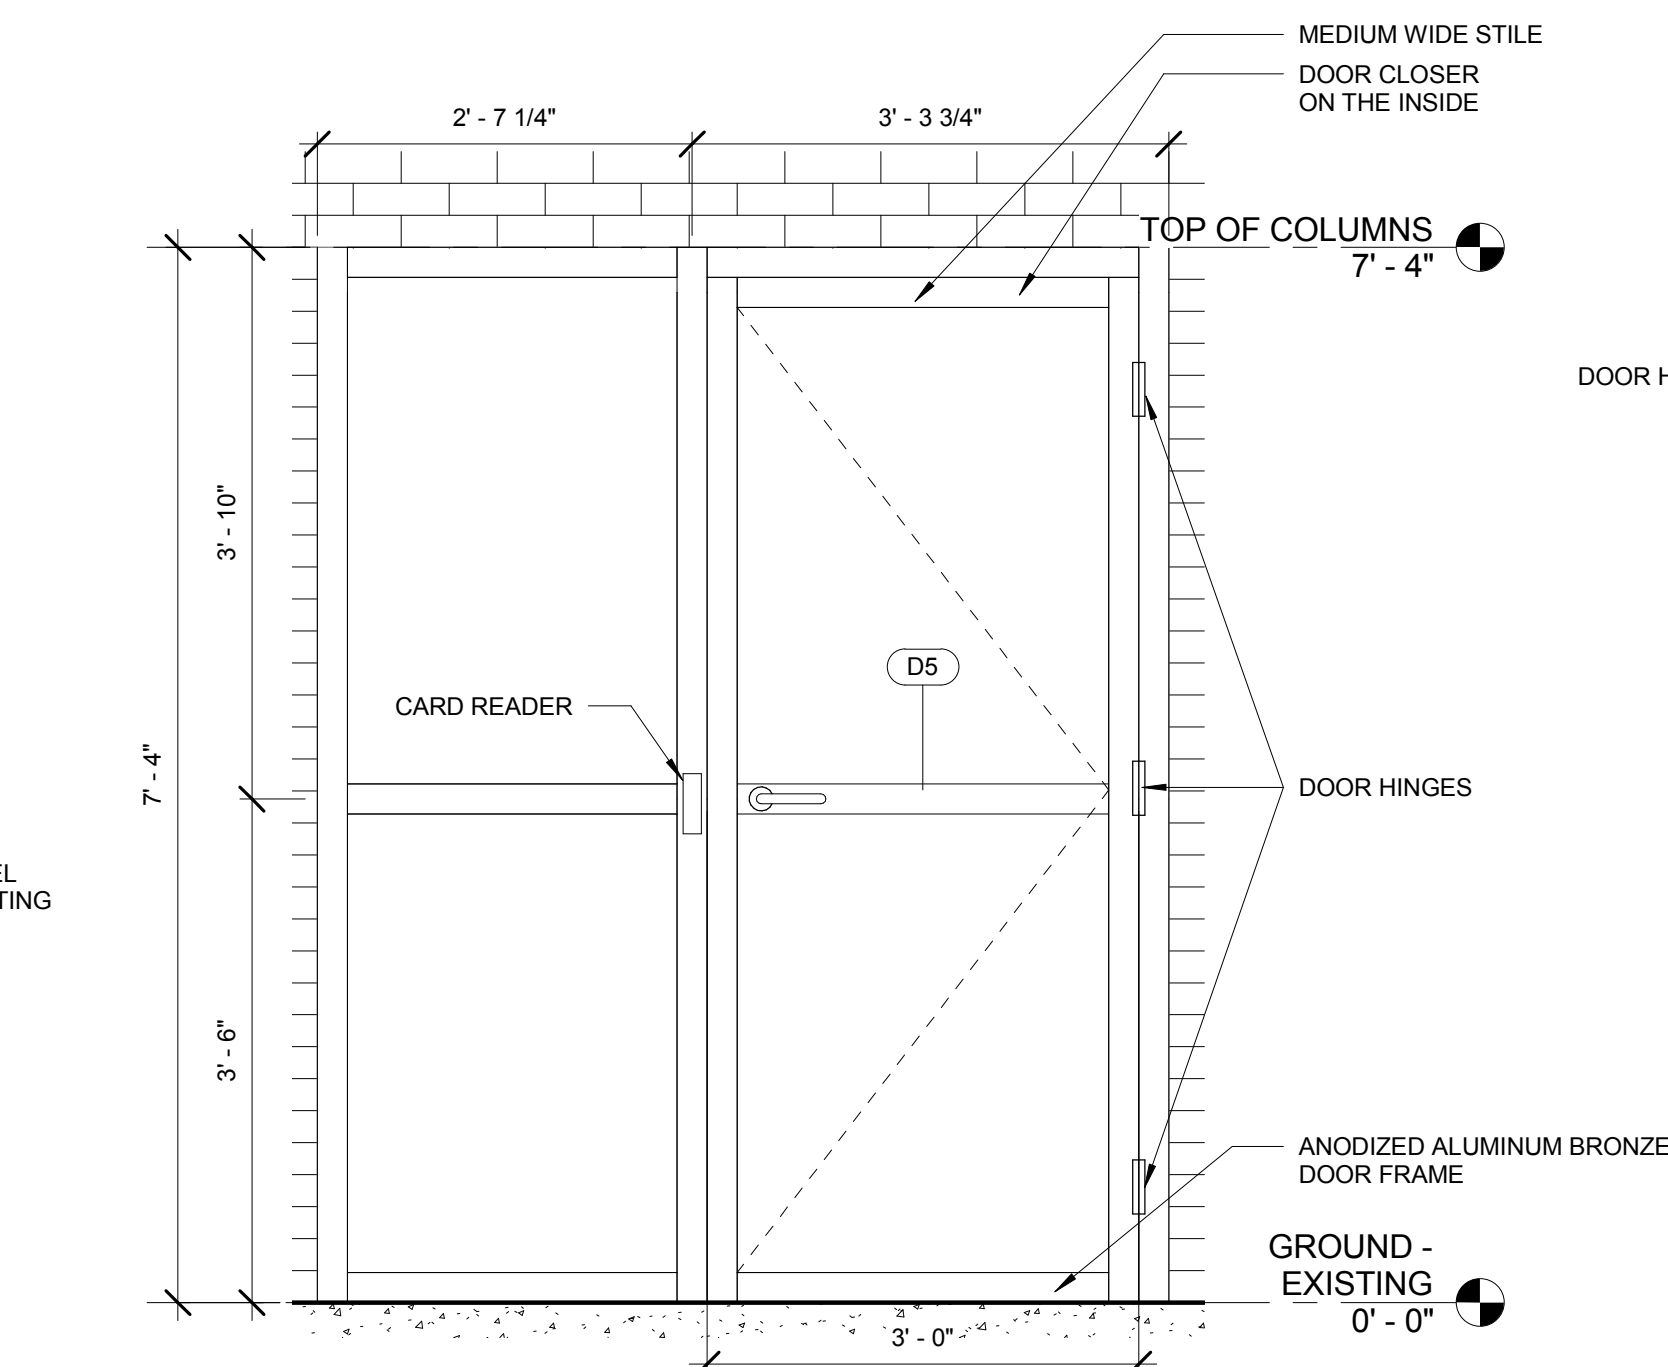 MEDIUM WIDE STILE
DOOR CLOSER
ON THE INSIDE
2' - 7 1/4"
3' - 3 3/4"
TOP OF COLUMNS
7' - 4"
DOOR H
3' - 10"
D5
CARD READER
7' - 4"
DOOR HINGES
EL
TING
3' - 6"
ANODIZED ALUMINUM BRONZE
DOOR FRAME
GROUND -
EXISTING
0' - 0"
3' - 0"